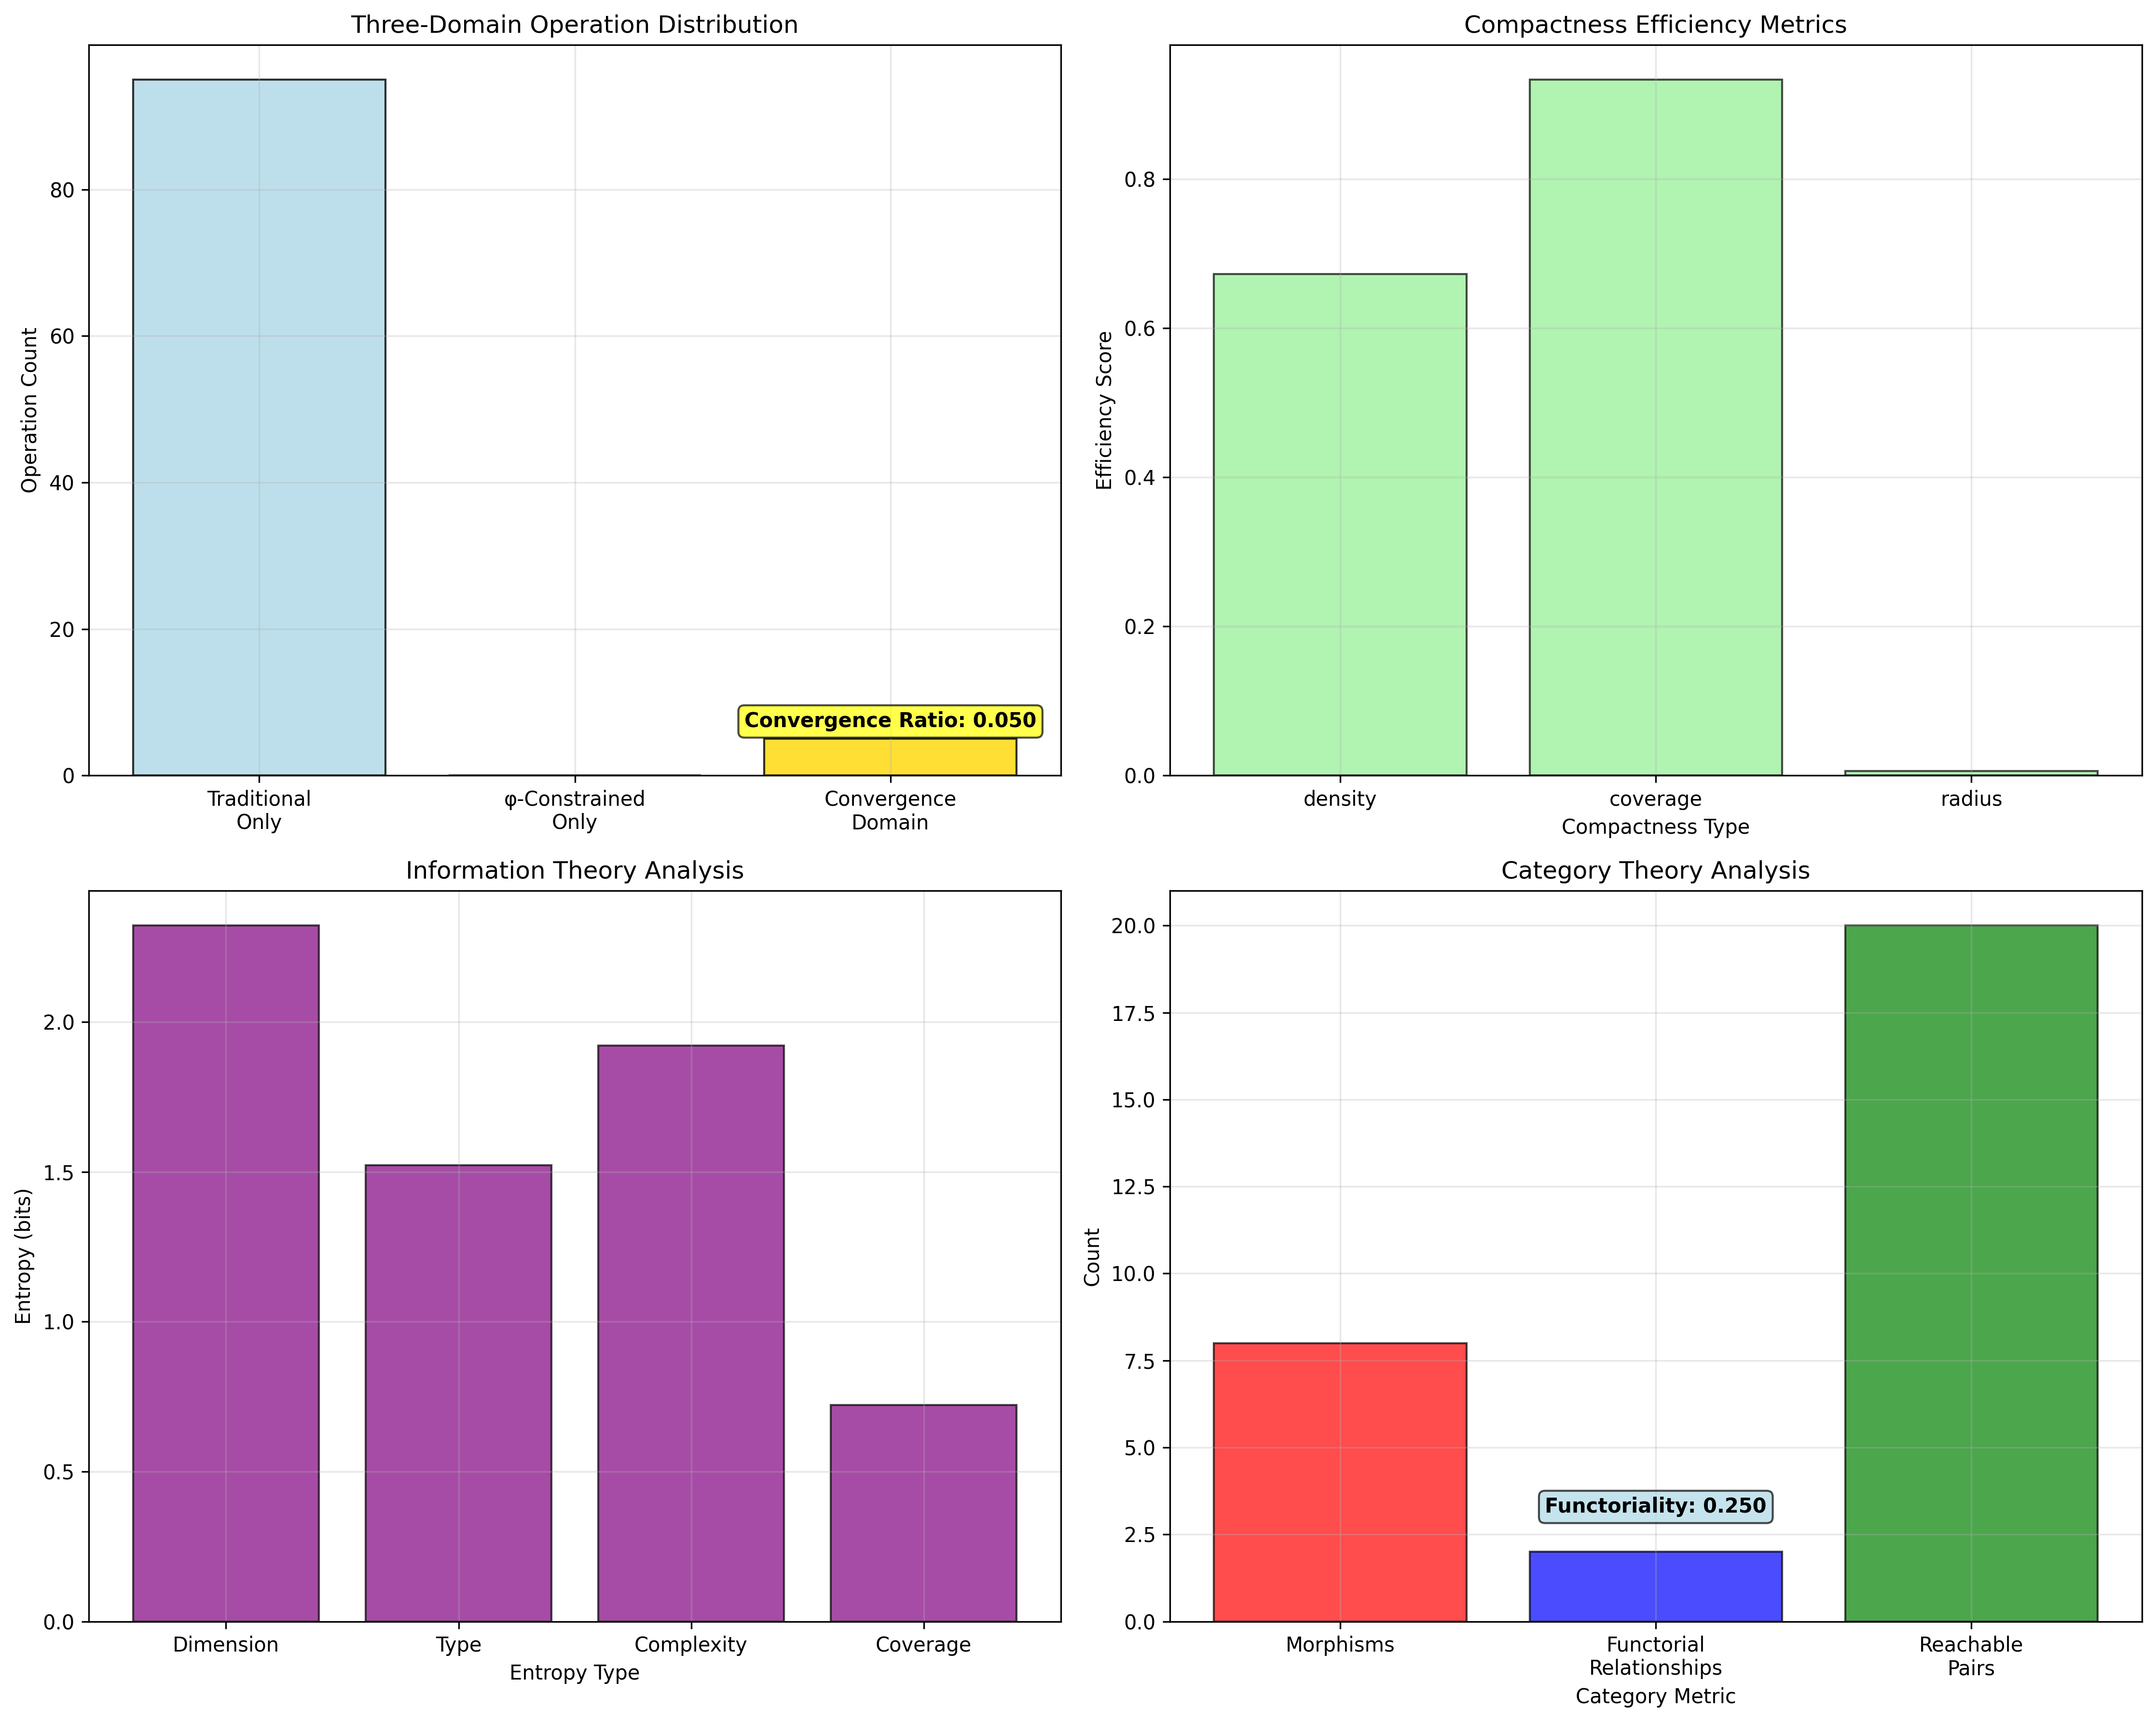 Three-Domain Operation Distribution
Operation Count
80
60
40
20
0
Convergence Ratio: 0.050
Traditional
Only
φ-Constrained
Only
Convergence
Domain
Compactness Efficiency Metrics
Efficiency Score
0.8
0.6
0.4
0.2
0.0
density
coverage
radius
Compactness Type
Information Theory Analysis
Entropy (bits)
2.0
1.5
1.0
0.5
0.0
Dimension
Type
Complexity
Coverage
Entropy Type
Category Theory Analysis
Count
20.0
17.5
15.0
12.5
10.0
7.5
5.0
2.5
0.0
Functoriality: 0.250
Morphisms
Functorial
Relationships
Reachable
Pairs
Category Metric